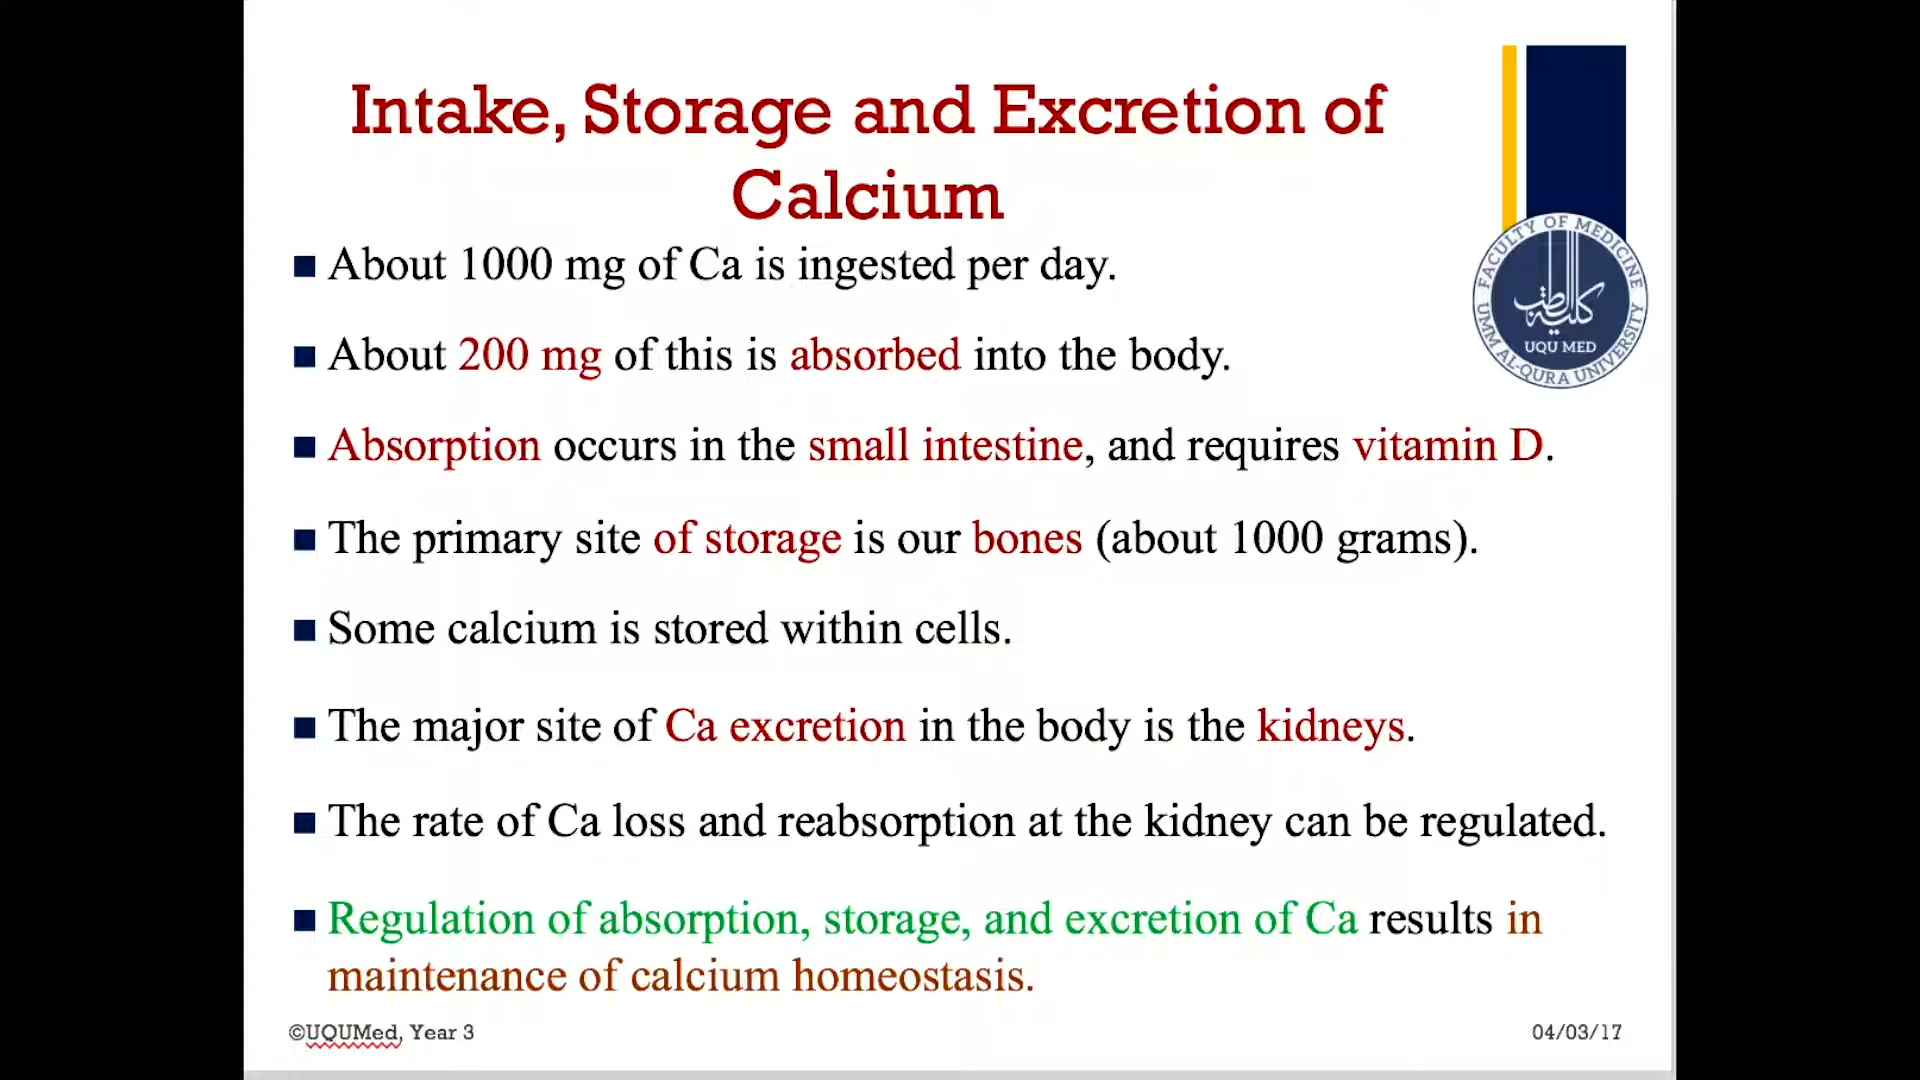 Intake, Storage and Excretion of
Calcium
■ About 1000 mg of Ca is ingested per day.
■ About 200 mg of this is absorbed into the body.
■ Absorption occurs in the small intestine, and requires vitamin D.
■ The primary site of storage is our bones (about 1000 grams).
■ Some calcium is stored within cells.
■ The major site of Ca excretion in the body is the kidneys.
■ The rate of Ca loss and reabsorption at the kidney can be regulated.
■ Regulation of absorption, storage, and excretion of Ca results in
maintenance of calcium homeostasis.
FACULTY OF MEDICINE
كلية الطب
UQU MED
UMM AL-QURA UNIVERSITY
©UQUMed, Year 3
04/03/17